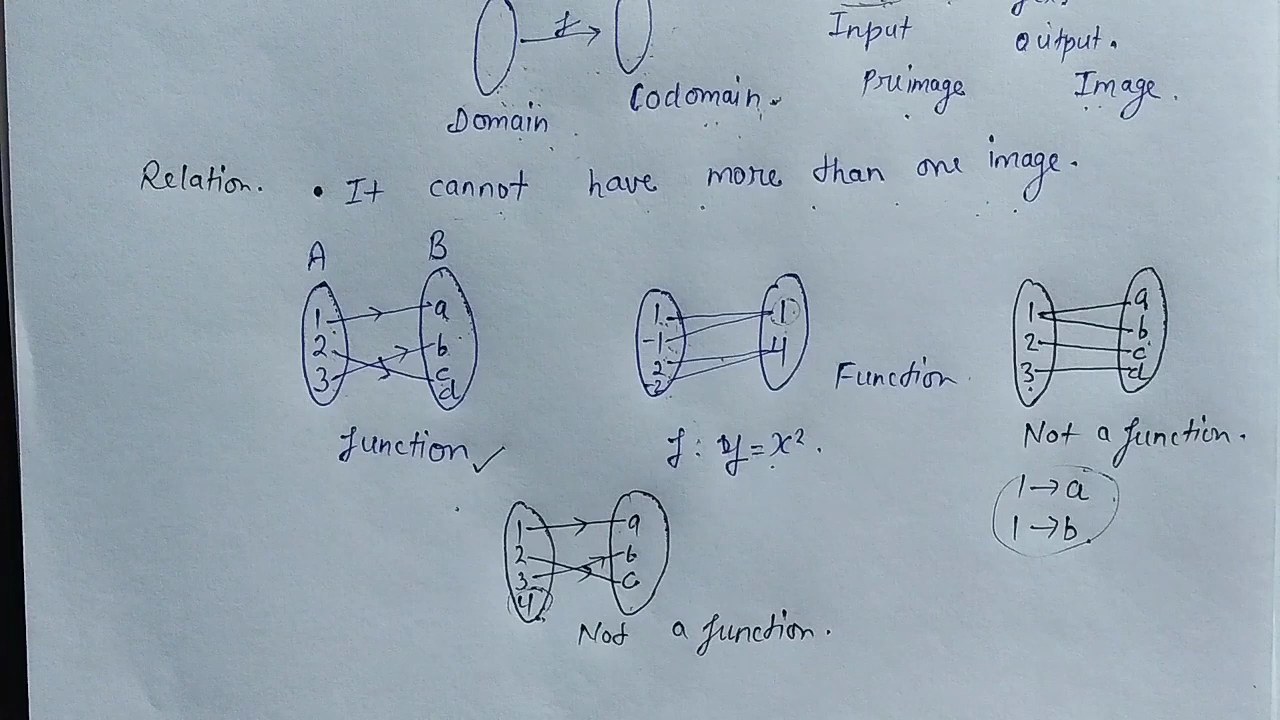 f
Input output.
Domain Codomain. Preimage Image.
Relation. • It cannot have more than one image.
A B
1 a
2 b
3 c
d
function ✓
1 1
-1 4
2
-2
Function
f : y = x².
1 a
2 b
3 c
d
Not a function.
1 → a
1 → b
1 a
2 b
3 c
4
Not a function.